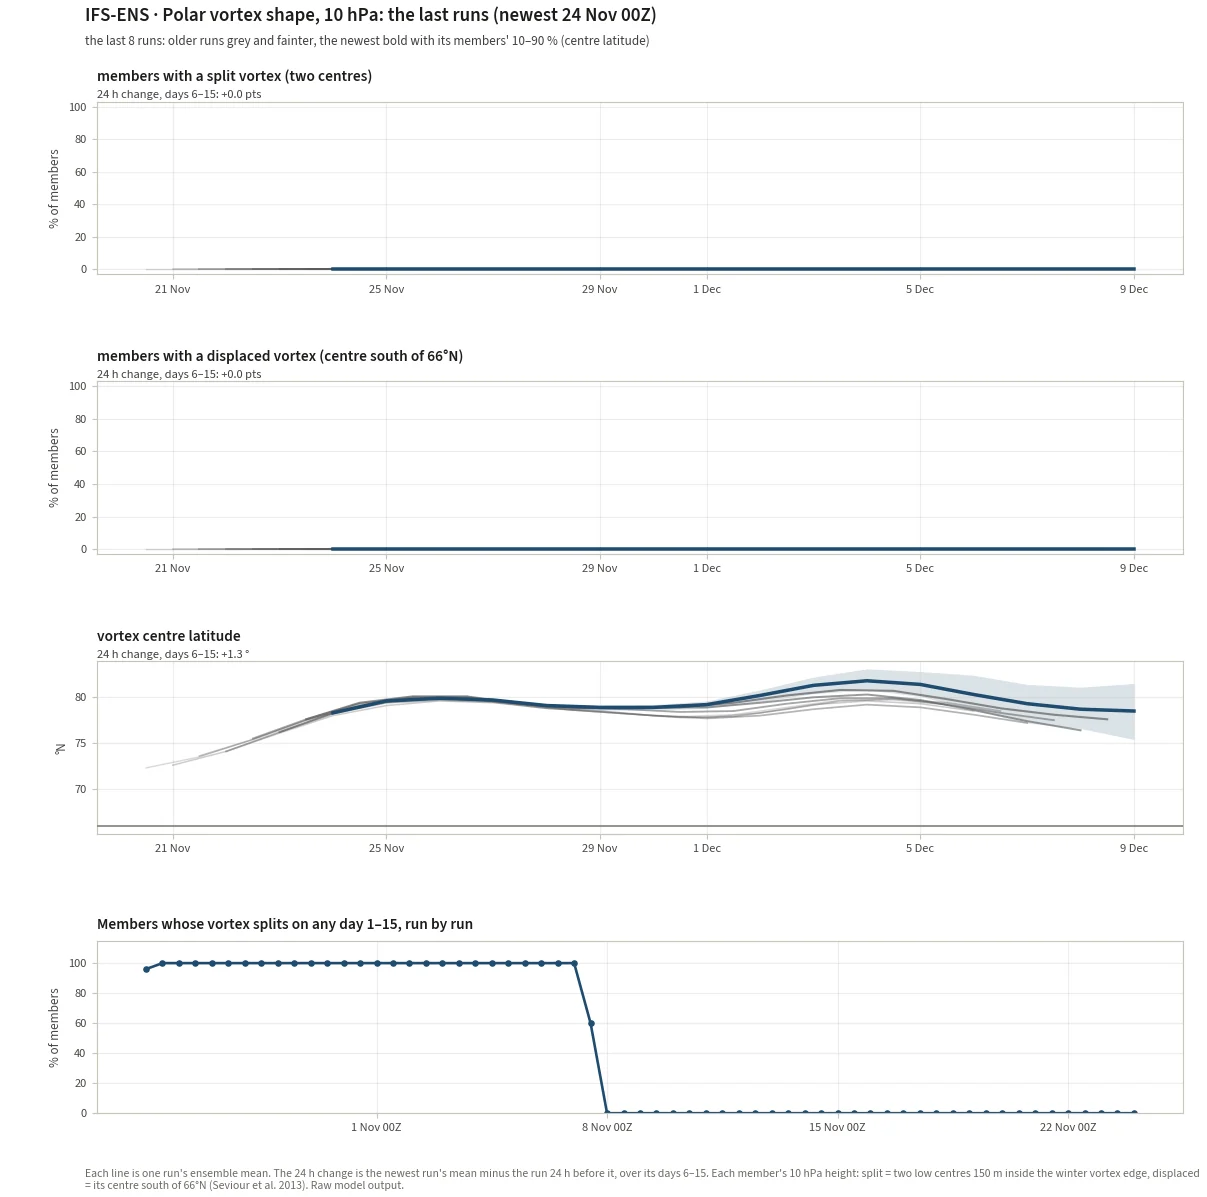 IFS-ENS · Polar vortex shape, 10 hPa: the last runs (newest 24 Nov 00Z)
the last 8 runs: older runs grey and fainter, the newest bold with its members' 10–90 % (centre latitude)
members with a split vortex (two centres)
24 h change, days 6–15: +0.0 pts
100
80
60
40
20
0
% of members
21 Nov
25 Nov
29 Nov
1 Dec
5 Dec
9 Dec
members with a displaced vortex (centre south of 66°N)
24 h change, days 6–15: +0.0 pts
100
80
60
40
20
0
% of members
21 Nov
25 Nov
29 Nov
1 Dec
5 Dec
9 Dec
vortex centre latitude
24 h change, days 6–15: +1.3 °
80
75
70
°N
21 Nov
25 Nov
29 Nov
1 Dec
5 Dec
9 Dec
Members whose vortex splits on any day 1–15, run by run
100
80
60
40
20
0
% of members
1 Nov 00Z
8 Nov 00Z
15 Nov 00Z
22 Nov 00Z
Each line is one run's ensemble mean. The 24 h change is the newest run's mean minus the run 24 h before it, over its days 6–15. Each member's 10 hPa height: split = two low centres 150 m inside the winter vortex edge, displaced
= its centre south of 66°N (Seviour et al. 2013). Raw model output.